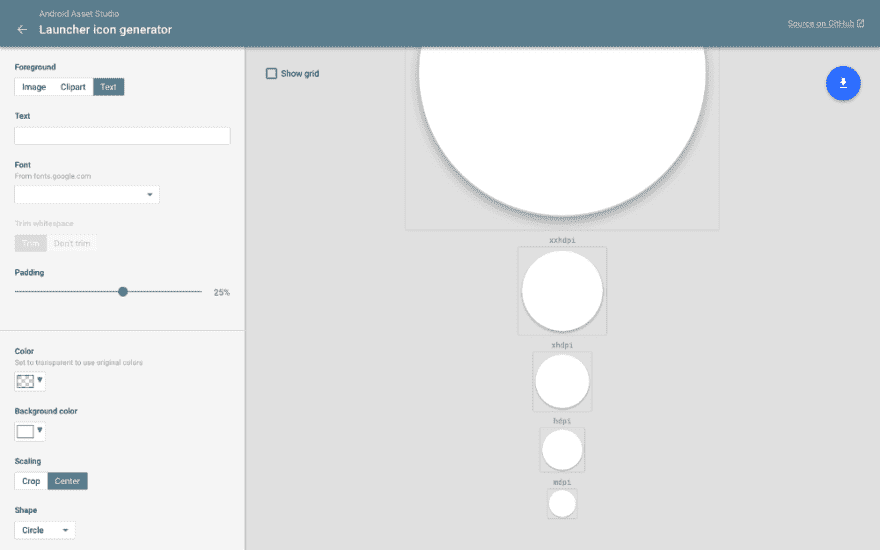 Android Asset Studio
Launcher icon generator
Source on GitHub
Foreground
Image Clipart Text
Show grid
Text
Font
From fonts.google.com
Trim whitespace
Trim Don't trim
Padding
25%
xxhdpi
xhdpi
hdpi
mdpi
Color
Set to transparent to use original colors
Background color
Scaling
Crop Center
Shape
Circle